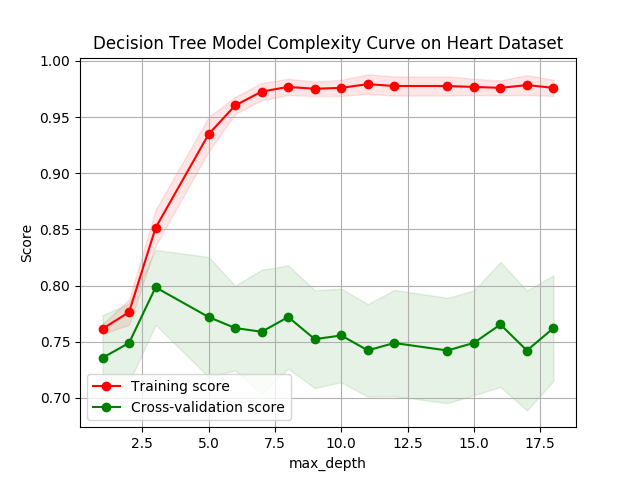 Decision Tree Model Complexity Curve on Heart Dataset
1.00
0.95
0.90
0.85
0.80
0.75
0.70
Score
Training score
Cross-validation score
2.5 5.0 7.5 10.0 12.5 15.0 17.5
max_depth